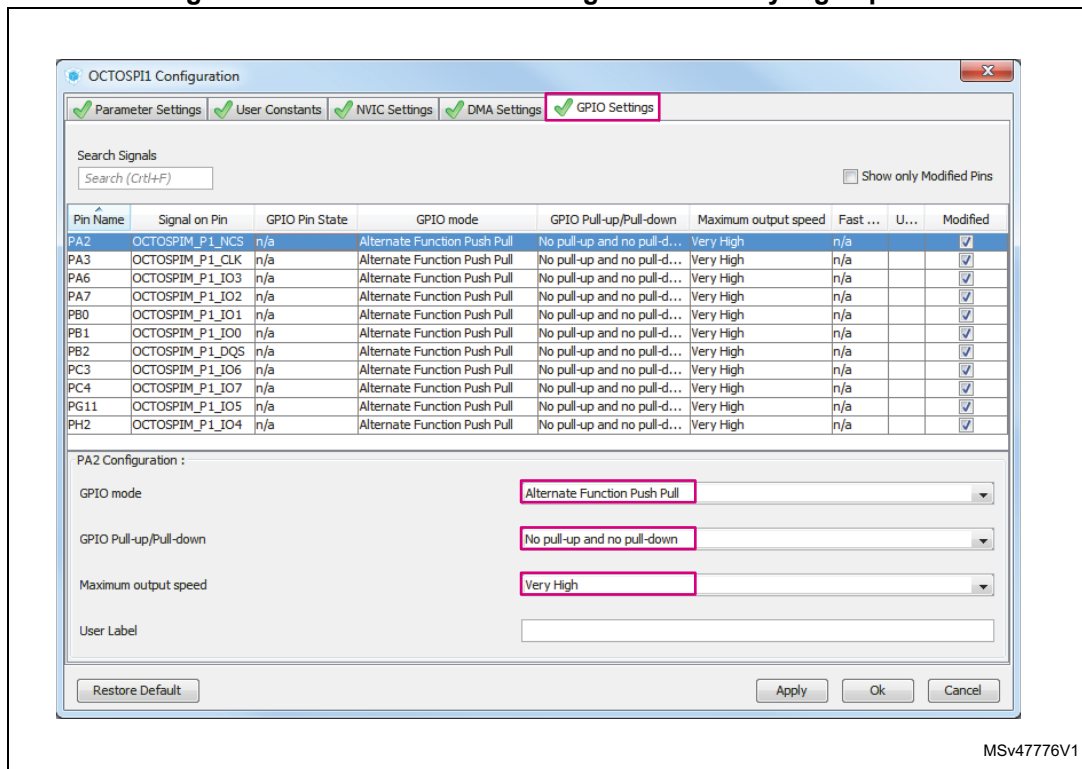 OCTOSPI1 Configuration
Parameter Settings User Constants NVIC Settings DMA Settings GPIO Settings
Search Signals
Search (Crtl+F)
Show only Modified Pins
Pin Name Signal on Pin GPIO Pin State GPIO mode GPIO Pull-up/Pull-down Maximum output speed Fast ... U... Modified
PA2 OCTOSPIM_P1_NCS n/a Alternate Function Push Pull No pull-up and no pull-d... Very High n/a
PA3 OCTOSPIM_P1_CLK n/a Alternate Function Push Pull No pull-up and no pull-d... Very High n/a
PA6 OCTOSPIM_P1_IO3 n/a Alternate Function Push Pull No pull-up and no pull-d... Very High n/a
PA7 OCTOSPIM_P1_IO2 n/a Alternate Function Push Pull No pull-up and no pull-d... Very High n/a
PB0 OCTOSPIM_P1_IO1 n/a Alternate Function Push Pull No pull-up and no pull-d... Very High n/a
PB1 OCTOSPIM_P1_IO0 n/a Alternate Function Push Pull No pull-up and no pull-d... Very High n/a
PB2 OCTOSPIM_P1_DQS n/a Alternate Function Push Pull No pull-up and no pull-d... Very High n/a
PC3 OCTOSPIM_P1_IO6 n/a Alternate Function Push Pull No pull-up and no pull-d... Very High n/a
PC4 OCTOSPIM_P1_IO7 n/a Alternate Function Push Pull No pull-up and no pull-d... Very High n/a
PG11 OCTOSPIM_P1_IO5 n/a Alternate Function Push Pull No pull-up and no pull-d... Very High n/a
PH2 OCTOSPIM_P1_IO4 n/a Alternate Function Push Pull No pull-up and no pull-d... Very High n/a
PA2 Configuration :
GPIO mode Alternate Function Push Pull
GPIO Pull-up/Pull-down No pull-up and no pull-down
Maximum output speed Very High
User Label
Restore Default Apply Ok Cancel
MSv47776V1